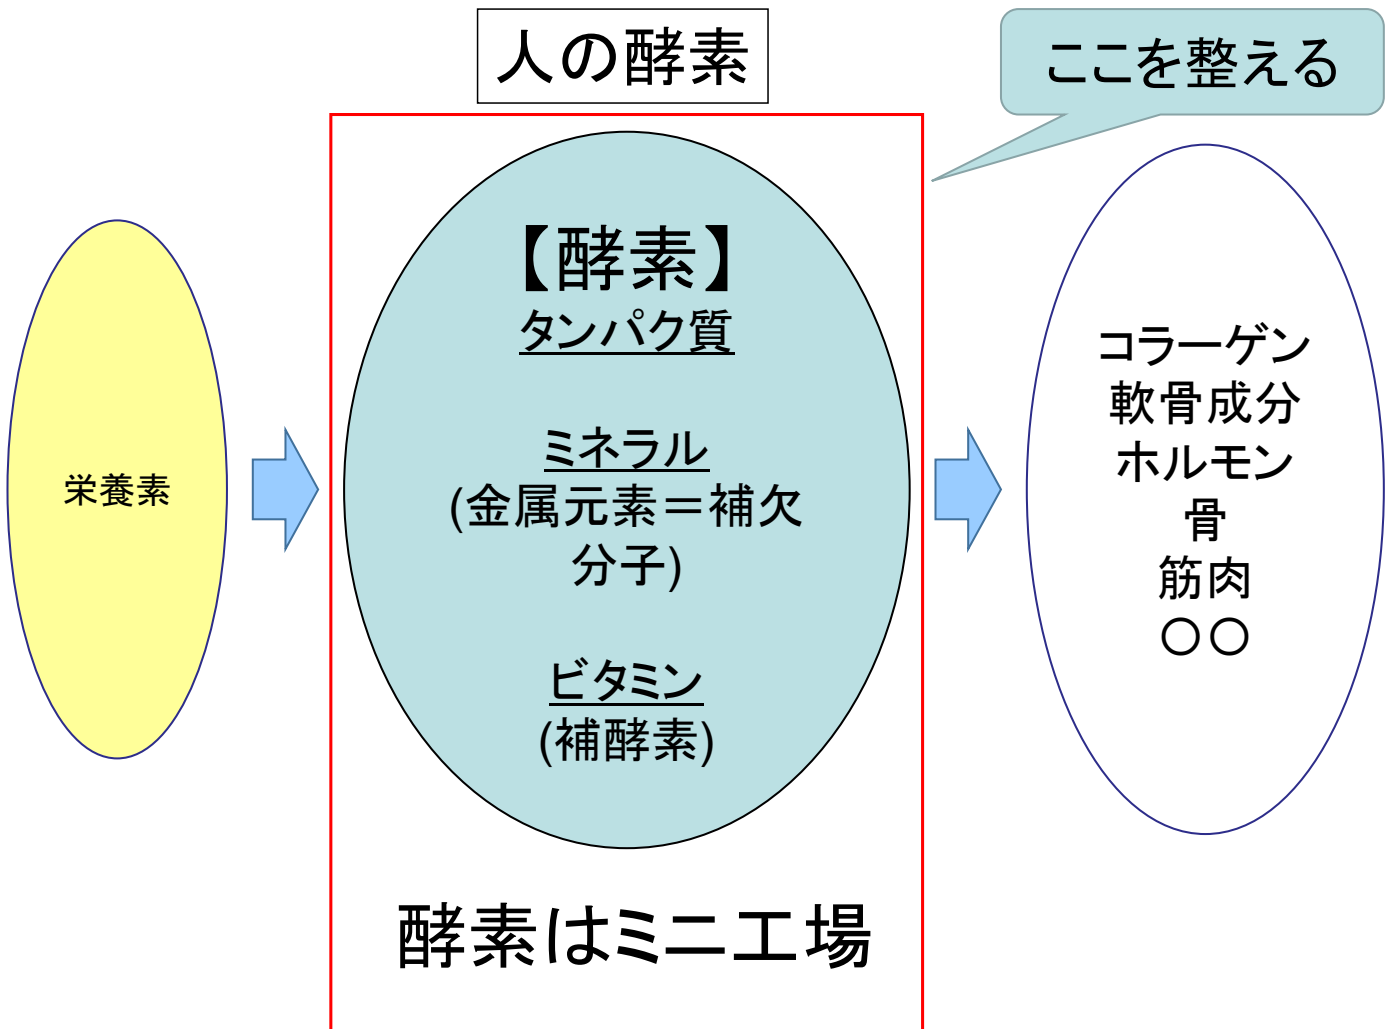 人の酵素
ここを整える
【酵素】
タンパク質
ミネラル
(金属元素＝補欠
分子)
ビタミン
(補酵素)
栄養素
コラーゲン
軟骨成分
ホルモン
骨
筋肉
〇〇
酵素はミニ工場